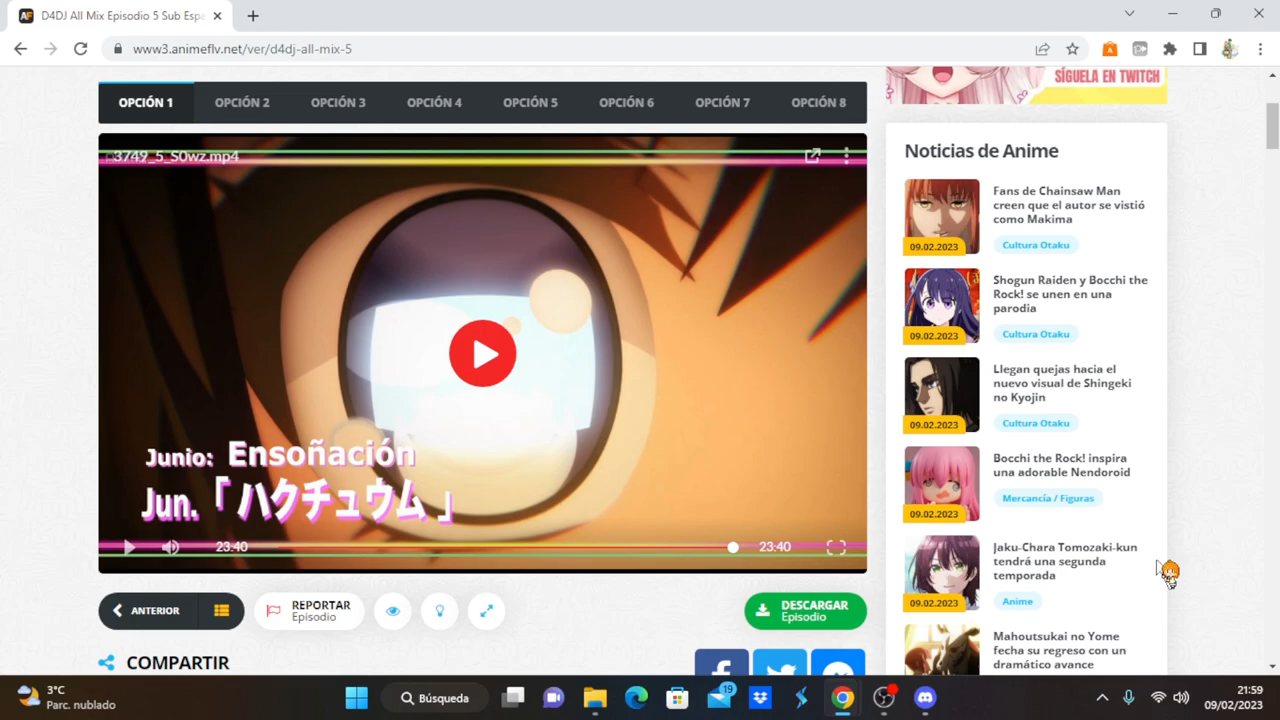 D4DJ All Mix Episodio 5 Sub Espa
www3.animeflv.net/ver/d4dj-all-mix-5
OPCIÓN 1
OPCIÓN 2
OPCIÓN 3
OPCIÓN 4
OPCIÓN 5
OPCIÓN 6
OPCIÓN 7
OPCIÓN 8
3749_5_S0wz.mp4
Junio: Ensoñación
Jun.「ハクチュウム」
23:40
23:40
ANTERIOR
REPORTAR
Episodio
DESCARGAR
Episodio
COMPARTIR
SÍGUELA EN TWITCH
Noticias de Anime
Fans de Chainsaw Man
creen que el autor se vistió
como Makima
09.02.2023
Cultura Otaku
Shogun Raiden y Bocchi the
Rock! se unen en una
parodia
09.02.2023
Cultura Otaku
Llegan quejas hacia el
nuevo visual de Shingeki
no Kyojin
09.02.2023
Cultura Otaku
Bocchi the Rock! inspira
una adorable Nendoroid
Mercancía / Figuras
09.02.2023
Jaku-Chara Tomozaki-kun
tendrá una segunda
temporada
09.02.2023
Anime
Mahoutsukai no Yome
fecha su regreso con un
dramático avance
3°C
Parc. nublado
Búsqueda
19
21:59
09/02/2023